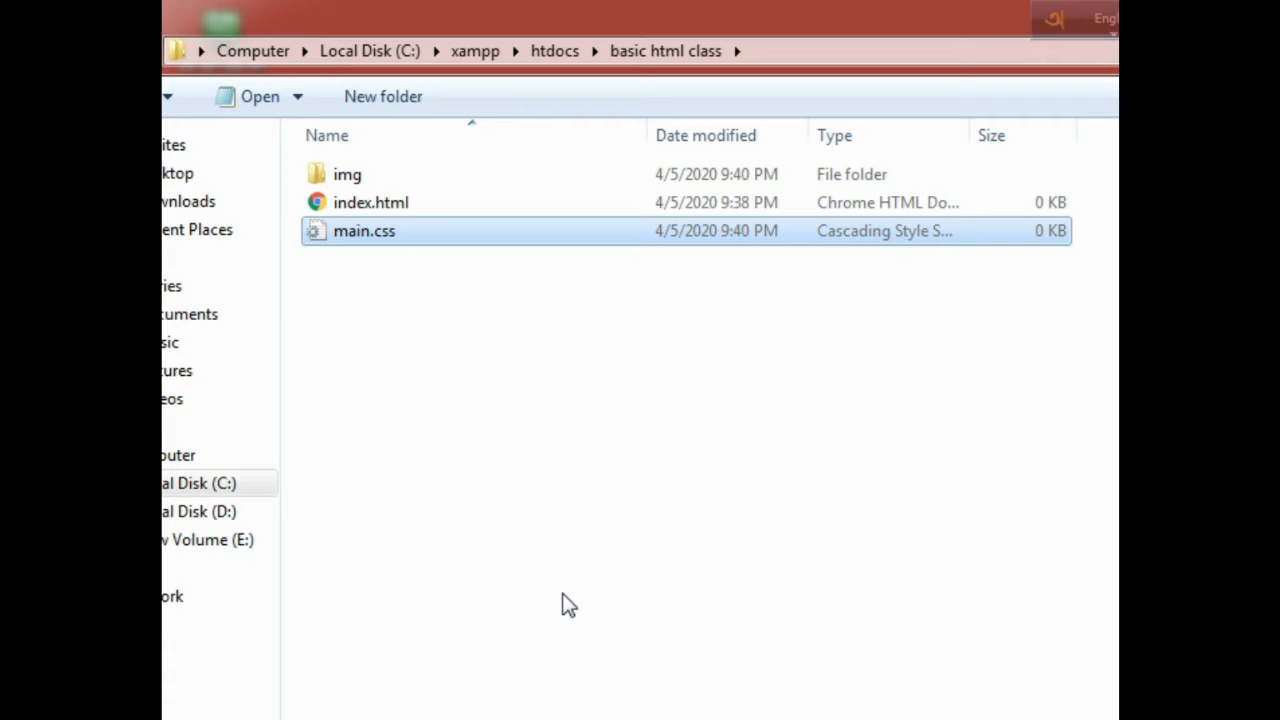 অ Engl
Computer Local Disk (C:) xampp htdocs basic html class
Open New folder
Name Date modified Type Size
img 4/5/2020 9:40 PM File folder
index.html 4/5/2020 9:38 PM Chrome HTML Do... 0 KB
main.css 4/5/2020 9:40 PM Cascading Style S... 0 KB
ites
ktop
wnloads
ent Places
ries
cuments
sic
tures
eos
puter
al Disk (C:)
al Disk (D:)
w Volume (E:)
ork